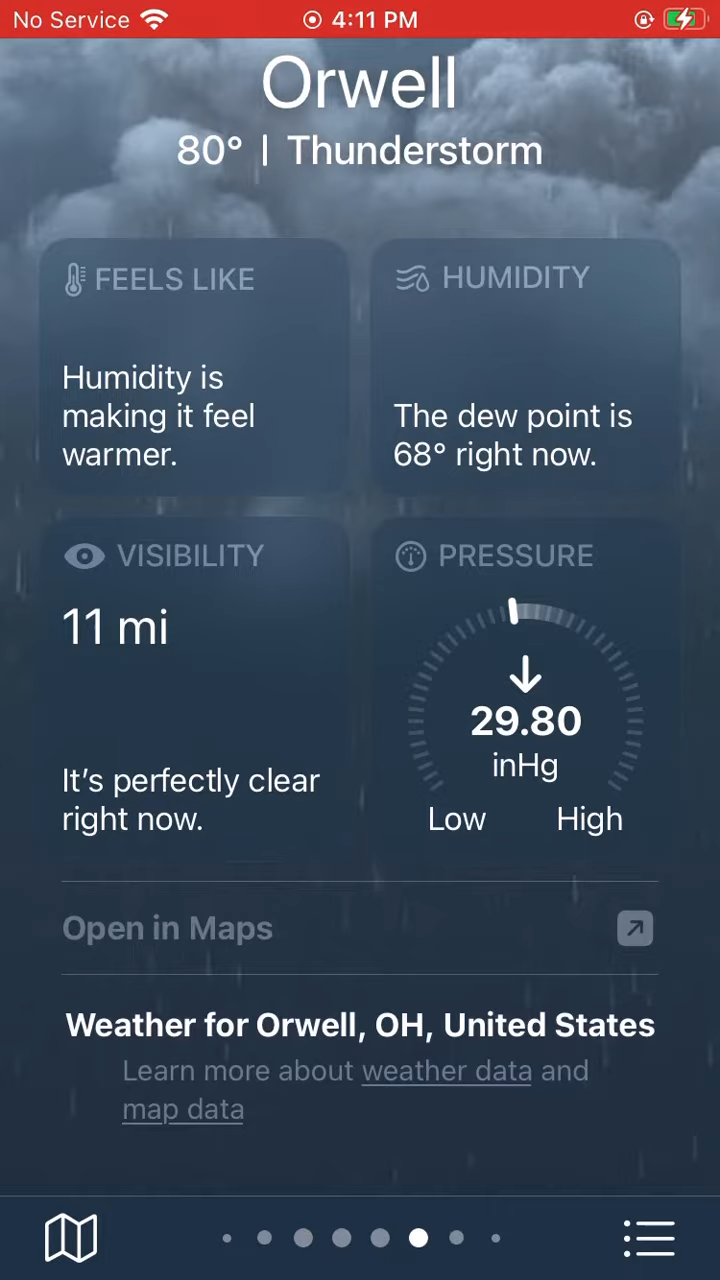 No Service 4:11 PM
Orwell
80° | Thunderstorm
FEELS LIKE
Humidity is
making it feel
warmer.
HUMIDITY
The dew point is
68° right now.
VISIBILITY
11 mi
It’s perfectly clear
right now.
PRESSURE
29.80
inHg
Low High
Open in Maps
Weather for Orwell, OH, United States
Learn more about weather data and
map data